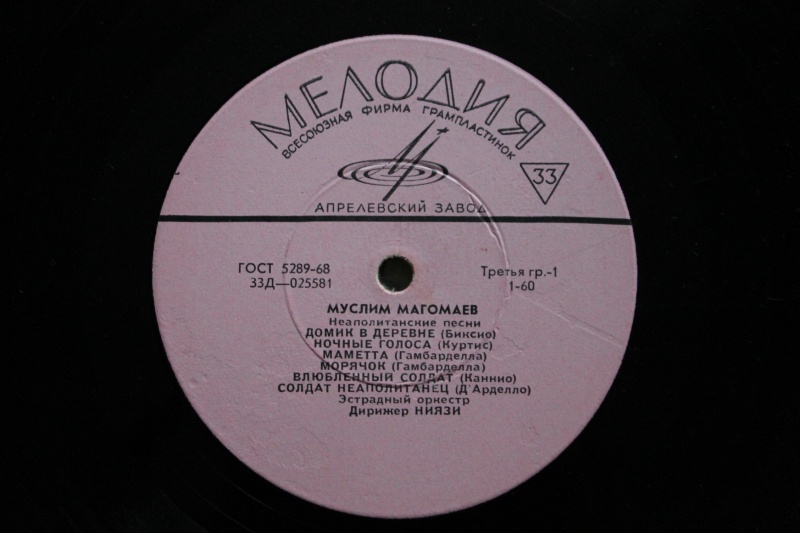 МЕЛОДИЯ
ВСЕСОЮЗНАЯ ФИРМА ГРАМПЛАСТИНОК
33
АПРЕЛЕВСКИЙ ЗАВОД
ГОСТ 5289-68 Третья гр.-1
33Д—025581 1-60
МУСЛИМ МАГОМАЕВ
Неаполитанские песни
ДОМИК В ДЕРЕВНЕ (Биксио)
НОЧНЫЕ ГОЛОСА (Куртис)
МАМЕТТА (Гамбарделла)
МОРЯЧОК (Гамбарделла)
ВЛЮБЛЕННЫЙ СОЛДАТ (Каннио)
СОЛДАТ НЕАПОЛИТАНЕЦ (Д'Арделло)
Эстрадный оркестр
Дирижер НИЯЗИ